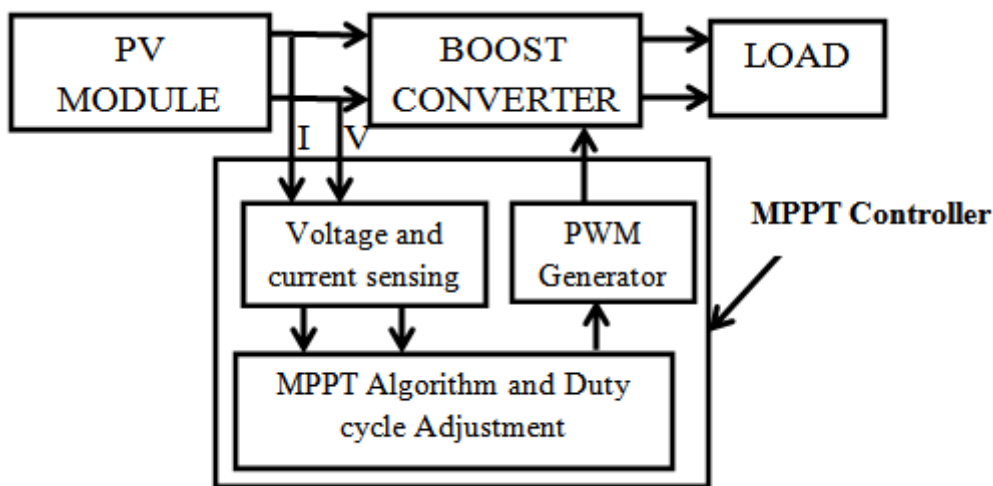 PV
MODULE
BOOST
CONVERTER
LOAD
I
V
Voltage and
current sensing
PWM
Generator
MPPT Controller
MPPT Algorithm and Duty
cycle Adjustment